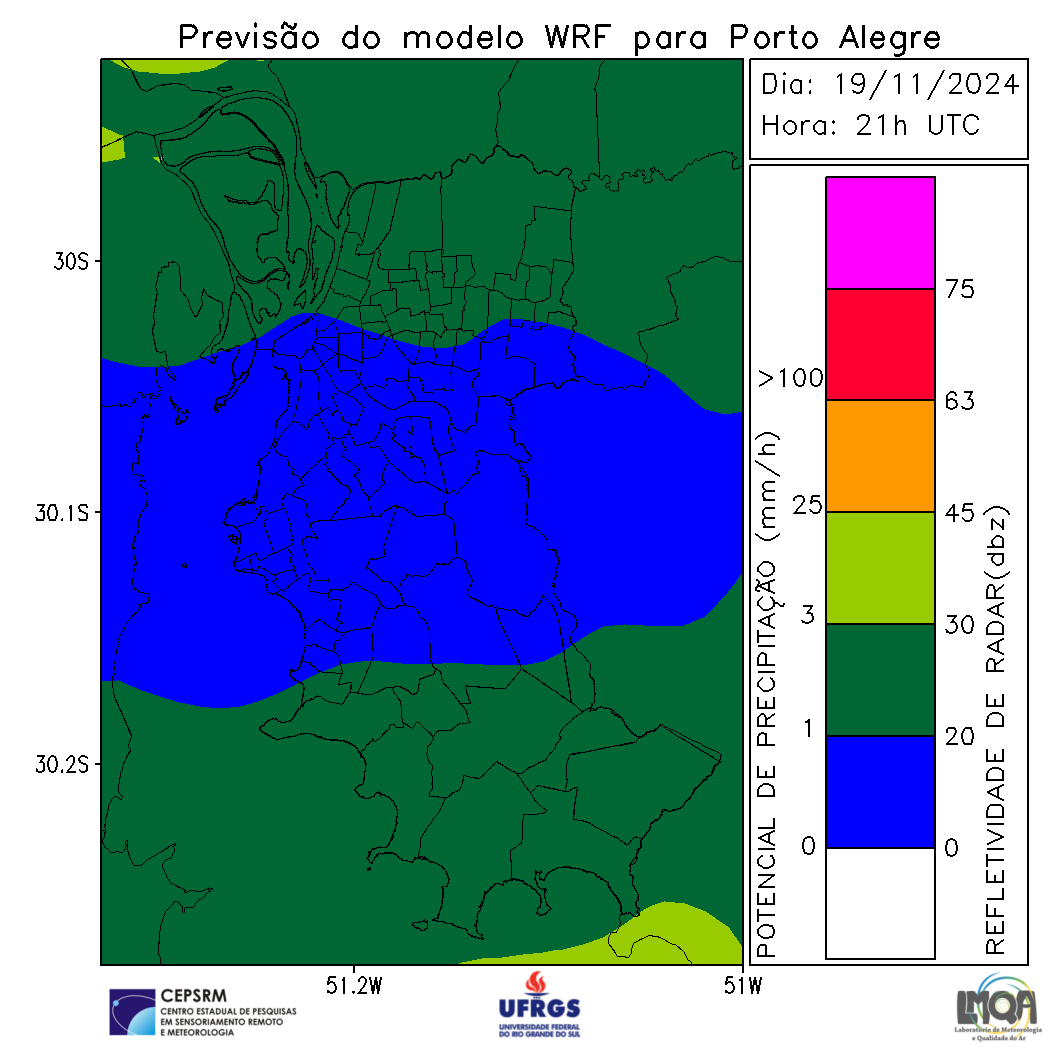 Previsão do modelo WRF para Porto Alegre
Dia: 19/11/2024
Hora: 21h UTC
30S
30.1S
30.2S
51.2W
51W
POTENCIAL DE PRECIPITAÇÃO (mm/h)
>100
25
3
1
0
75
63
45
30
20
0
REFLETIVIDADE DE RADAR(dbz)
CEPSRM
CENTRO ESTADUAL DE PESQUISAS
EM SENSORIAMENTO REMOTO
E METEOROLOGIA
UFRGS
UNIVERSIDADE FEDERAL
DO RIO GRANDE DO SUL
LMQA
Laboratório de Meteorologia
e Qualidade do Ar